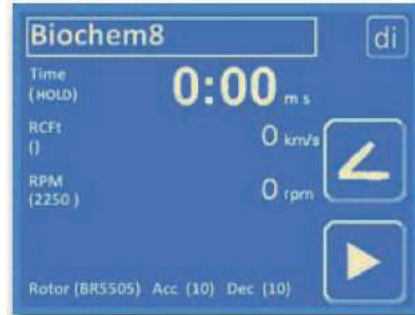 Biochem8
di
Time
(HOLD)
0:00 m s
RCFt
()
0 km/s
RPM
(2250 )
0 rpm
Rotor (BR5505) Acc (10) Dec (10)